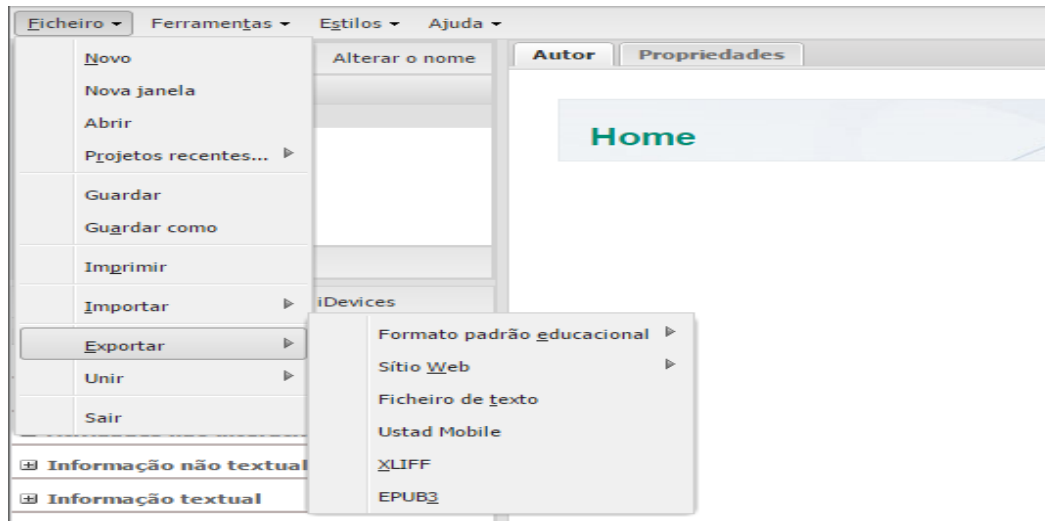 Ficheiro Ferramentas Estilos Ajuda
Alterar o nome
Autor Propriedades
Home
Novo
Nova janela
Abrir
Projetos recentes...
Guardar
Guardar como
Imprimir
Importar
Exportar
Unir
Sair
iDevices
Formato padrão educacional
Sítio Web
Ficheiro de texto
Ustad Mobile
XLIFF
EPUB3
Informação não textual
Informação textual